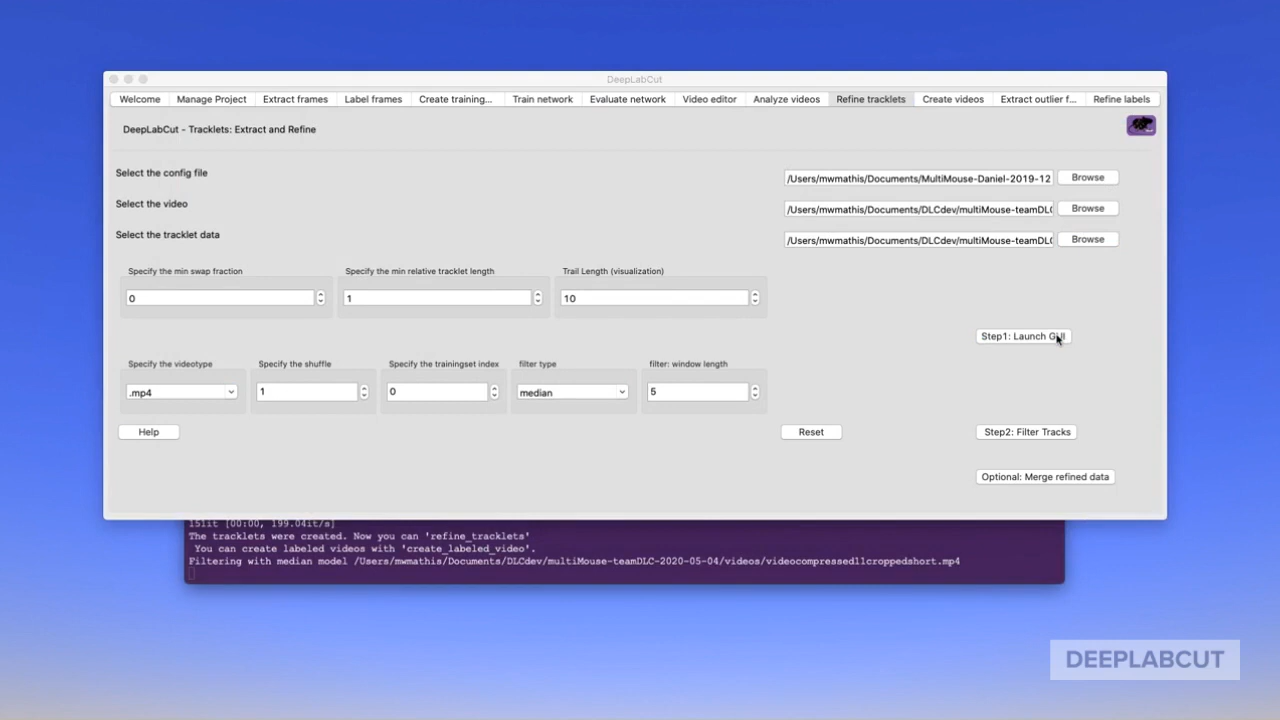 DeepLabCut
Welcome Manage Project Extract frames Label frames Create training... Train network Evaluate network Video editor Analyze videos Refine tracklets Create videos Extract outlier f... Refine labels
DeepLabCut - Tracklets: Extract and Refine
Select the config file /Users/mwmathis/Documents/MultiMouse-Daniel-2019-12 Browse
Select the video /Users/mwmathis/Documents/DLCdev/multiMouse-teamDLC Browse
Select the tracklet data /Users/mwmathis/Documents/DLCdev/multiMouse-teamDLC Browse
Specify the min swap fraction Specify the min relative tracklet length Trail Length (visualization)
0 1 10
Step1: Launch GUI
Specify the videotype Specify the shuffle Specify the trainingset index filter type filter: window length
.mp4 1 0 median 5
Help Reset Step2: Filter Tracks
Optional: Merge refined data
151it [00:00, 199.04it/s]
The tracklets were created. Now you can 'refine_tracklets'
You can create labeled videos with 'create_labeled_video'.
Filtering with median model /Users/mwmathis/Documents/DLCdev/multiMouse-teamDLC-2020-05-04/videos/videocompressed11croppedshort.mp4
DEEPLABCUT